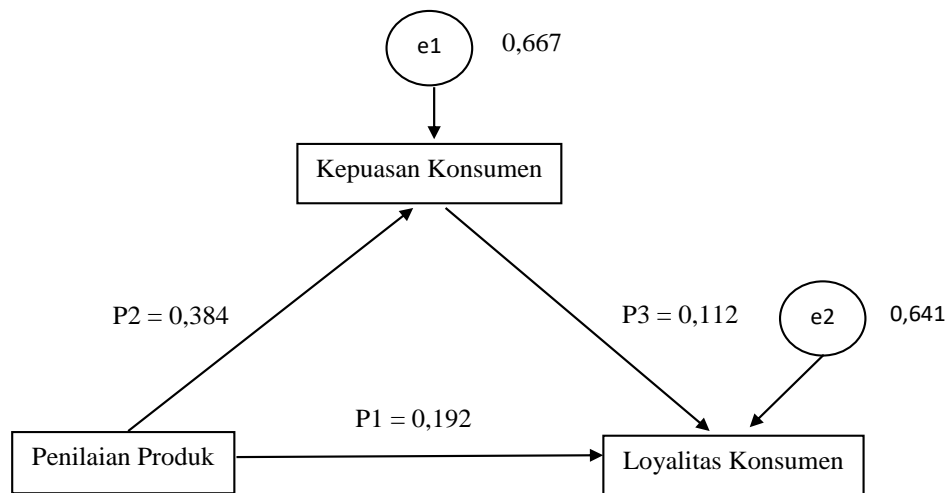 e1
0,667
Kepuasan Konsumen
P2 = 0,384
P3 = 0,112
e2
0,641
P1 = 0,192
Penilaian Produk
Loyalitas Konsumen